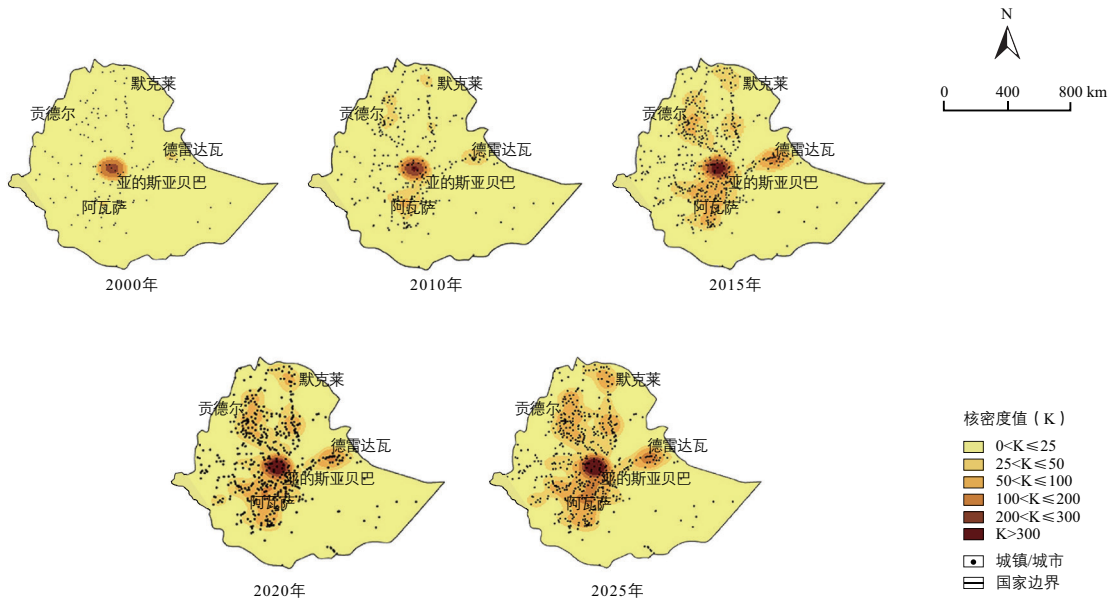 N
0 400 800 km
默克莱
贡德尔
德雷达瓦
亚的斯亚贝巴
阿瓦萨
2000年
默克莱
贡德尔
德雷达瓦
亚的斯亚贝巴
阿瓦萨
2010年
默克莱
贡德尔
德雷达瓦
亚的斯亚贝巴
阿瓦萨
2015年
默克莱
贡德尔
德雷达瓦
亚的斯亚贝巴
阿瓦萨
2020年
默克莱
贡德尔
德雷达瓦
亚的斯亚贝巴
阿瓦萨
2025年
核密度值（K）
0<K≤25
25<K≤50
50<K≤100
100<K≤200
200<K≤300
K>300
城镇/城市
国家边界